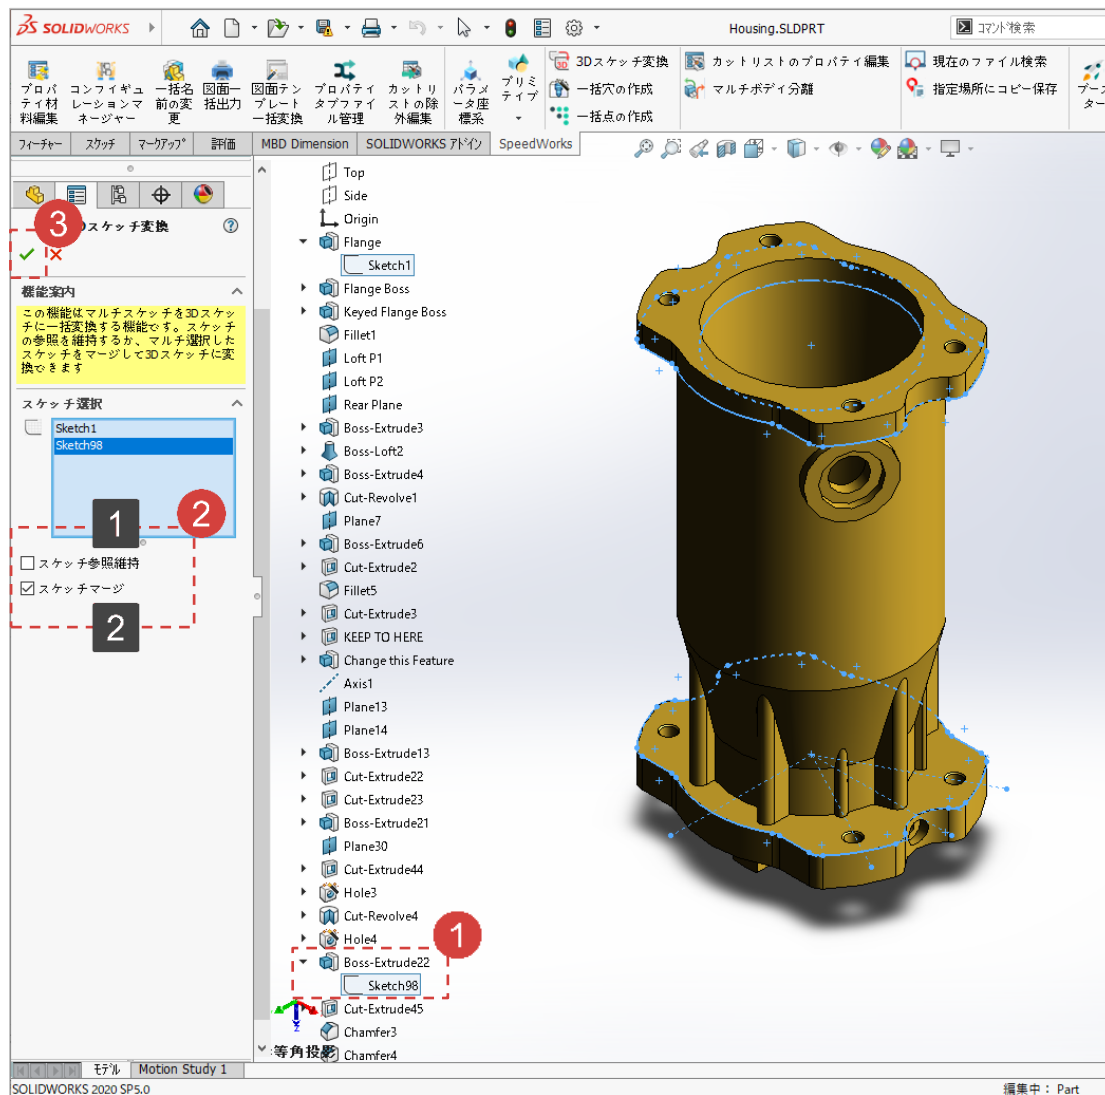 SOLIDWORKS
Housing.SLDPRT
コマンド検索
プロパティ材料編集
コンフィギュレーションマネージャー
一括名前の変更
図面一括出力
図面テンプレート一括変換
プロパティタブファイル管理
カットリストの除外編集
パラメータ座標系
プリミティブ
3Dスケッチ変換
一括穴の作成
一括点の作成
カットリストのプロパティ編集
マルチボディ分離
現在のファイル検索
指定場所にコピー保存
フィーチャー
スケッチ
マークアップ
評価
MBD Dimension
SOLIDWORKS アドイン
SpeedWorks
3
Dスケッチ変換
機能案内
この機能はマルチスケッチを3Dスケッ
チに一括変換する機能です。スケッチ
の参照を維持するか、マルチ選択した
スケッチをマージして3Dスケッチに変
換できます
スケッチ選択
Sketch1
Sketch98
1
2
スケッチ参照維持
スケッチマージ
2
Top
Side
Origin
Flange
Sketch1
Flange Boss
Keyed Flange Boss
Fillet1
Loft P1
Loft P2
Rear Plane
Boss-Extrude3
Boss-Loft2
Boss-Extrude4
Cut-Revolve1
Plane7
Boss-Extrude6
Cut-Extrude2
Fillet5
Cut-Extrude3
KEEP TO HERE
Change this Feature
Axis1
Plane13
Plane14
Boss-Extrude13
Cut-Extrude22
Cut-Extrude23
Boss-Extrude21
Plane30
Cut-Extrude44
Hole3
Cut-Revolve4
Hole4
1
Boss-Extrude22
Sketch98
Cut-Extrude45
Chamfer3
Chamfer4
Z
等角投影
モデル
Motion Study 1
SOLIDWORKS 2020 SP5.0
編集中： Part